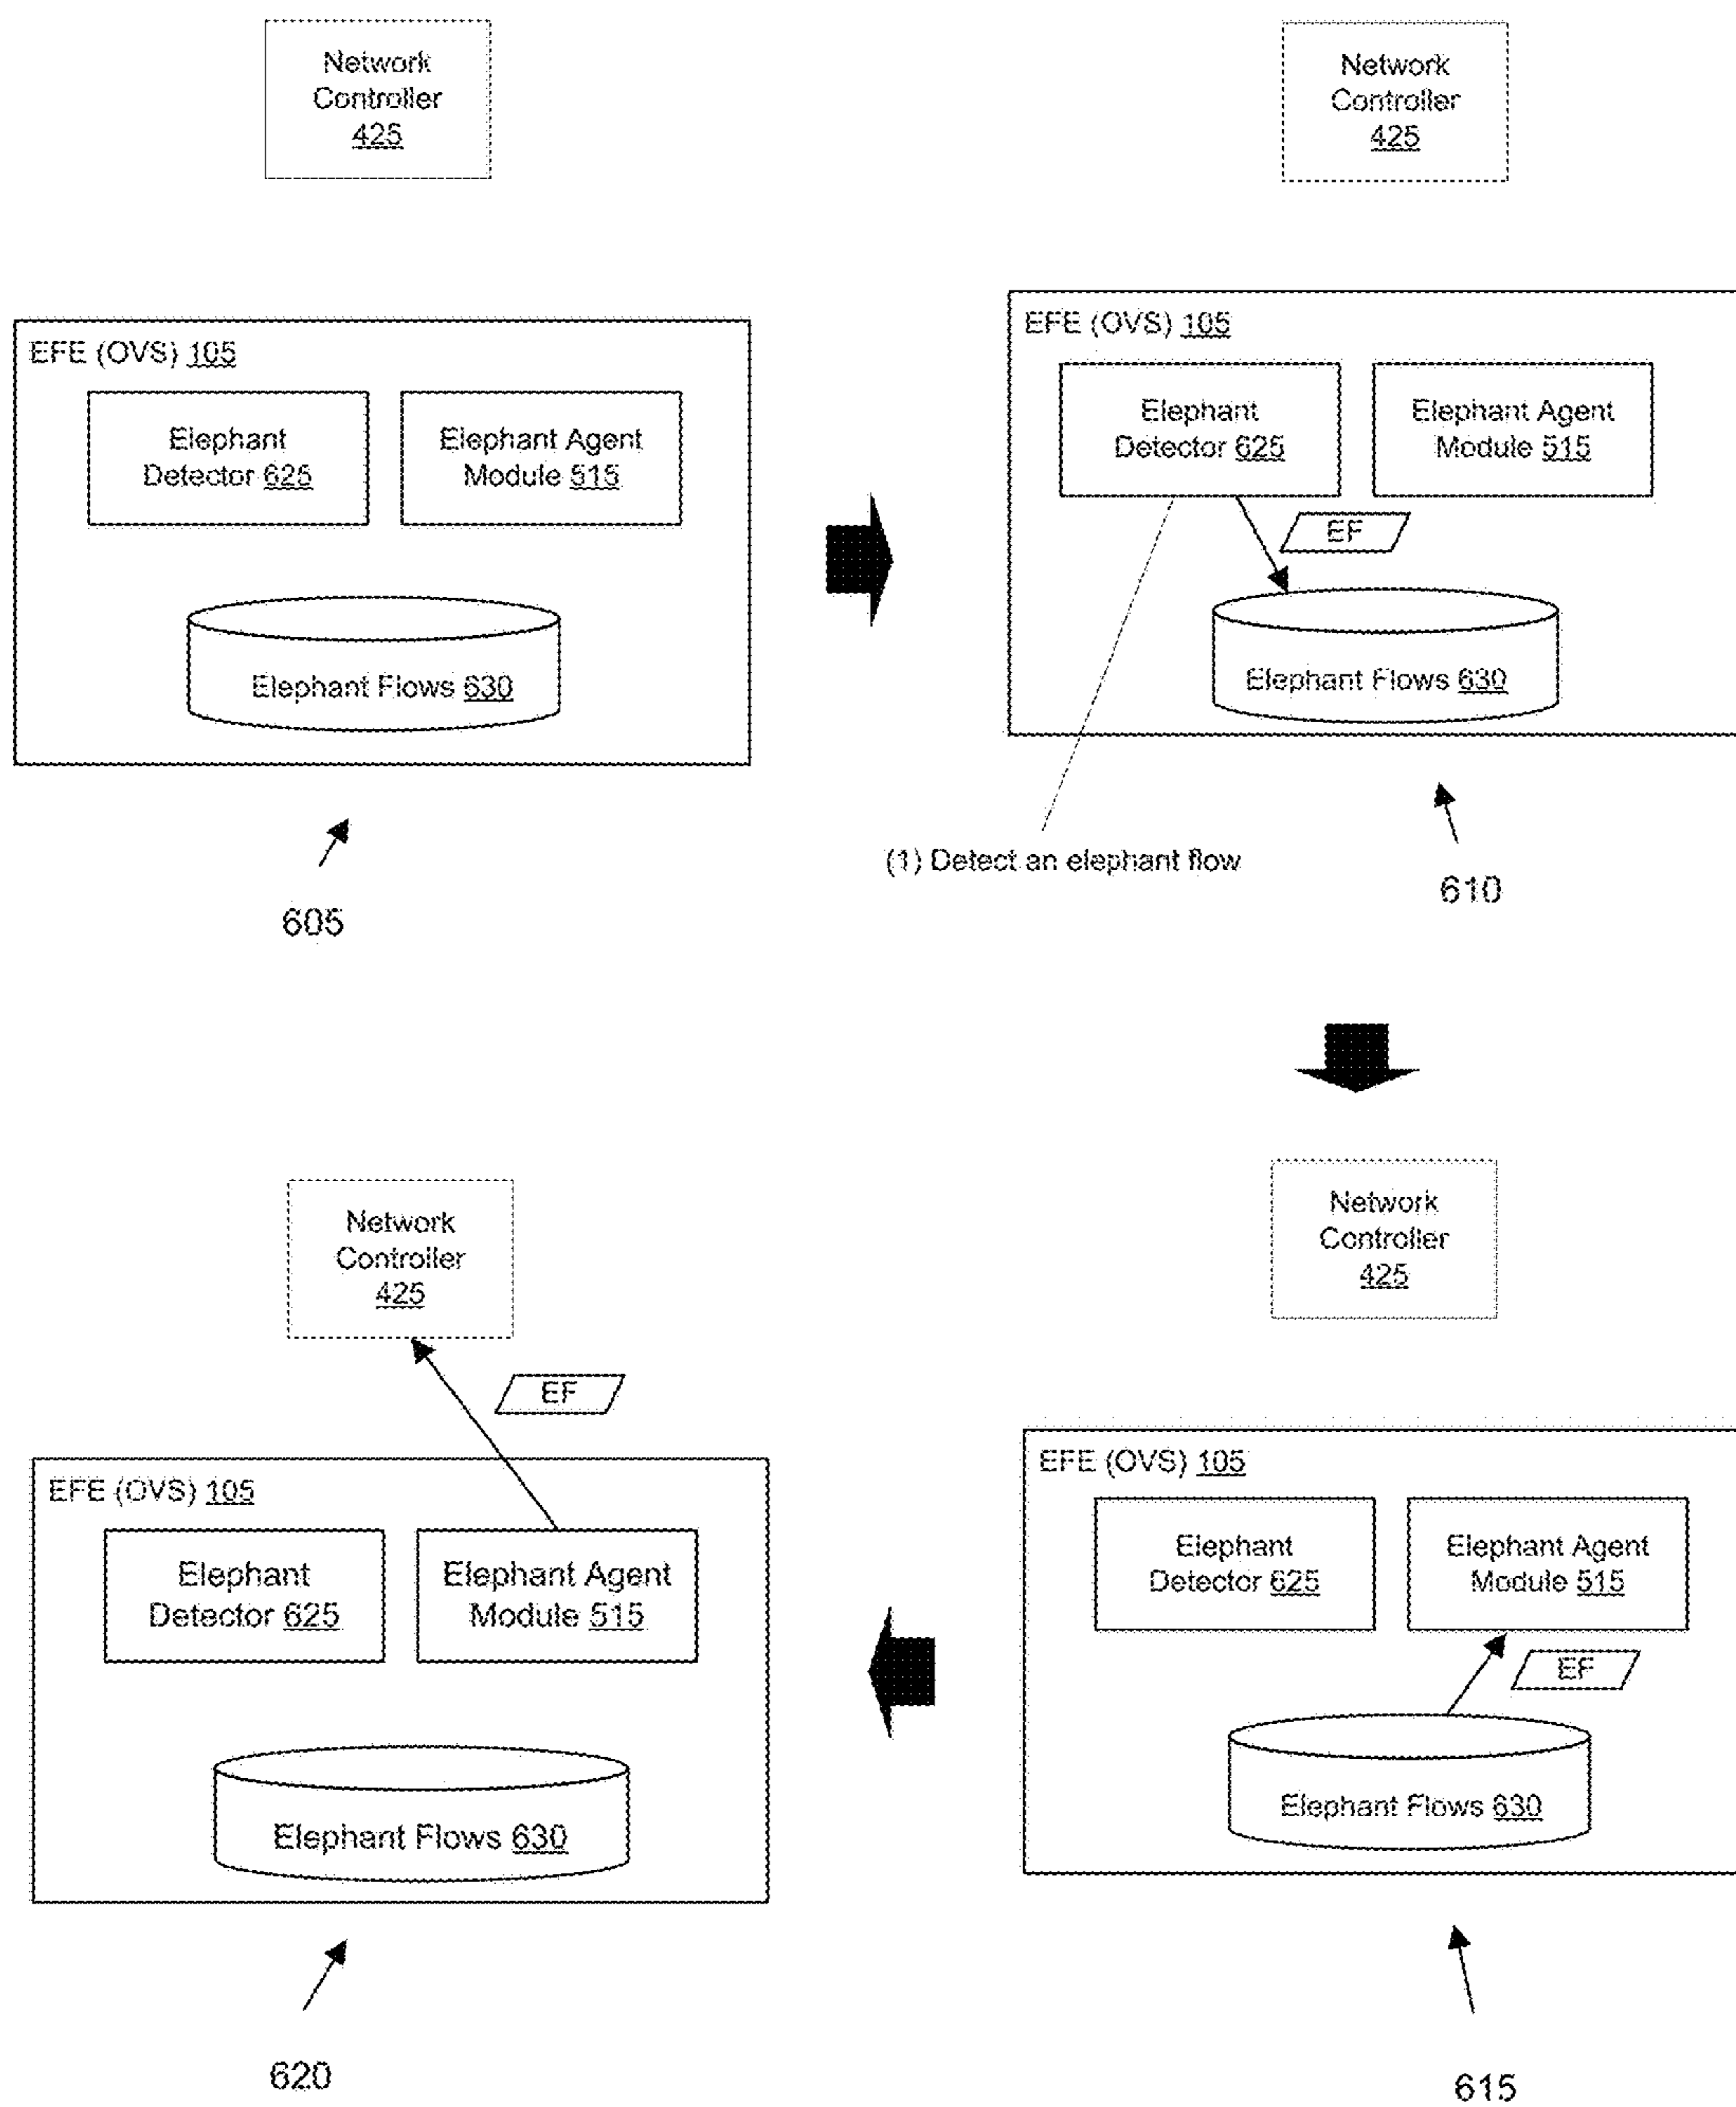 Network
Controller
425
EFE (OVS) 105
Elephant
Detector 625
Elephant Agent
Module 515
Elephant Flows 630
605
Network
Controller
425
EFE (OVS) 105
Elephant
Detector 625
Elephant Agent
Module 515
EF
Elephant Flows 630
(1) Detect an elephant flow
610
Network
Controller
425
EF
EFE (OVS) 105
Elephant
Detector 625
Elephant Agent
Module 515
Elephant Flows 630
620
Network
Controller
425
EFE (OVS) 105
Elephant
Detector 625
Elephant Agent
Module 515
EF
Elephant Flows 630
615